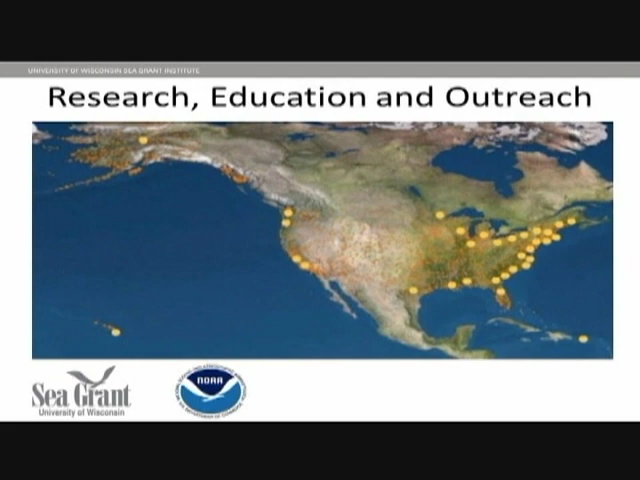 UNIVERSITY OF WISCONSIN SEA GRANT INSTITUTE
Research, Education and Outreach
Sea Grant
University of Wisconsin
NOAA